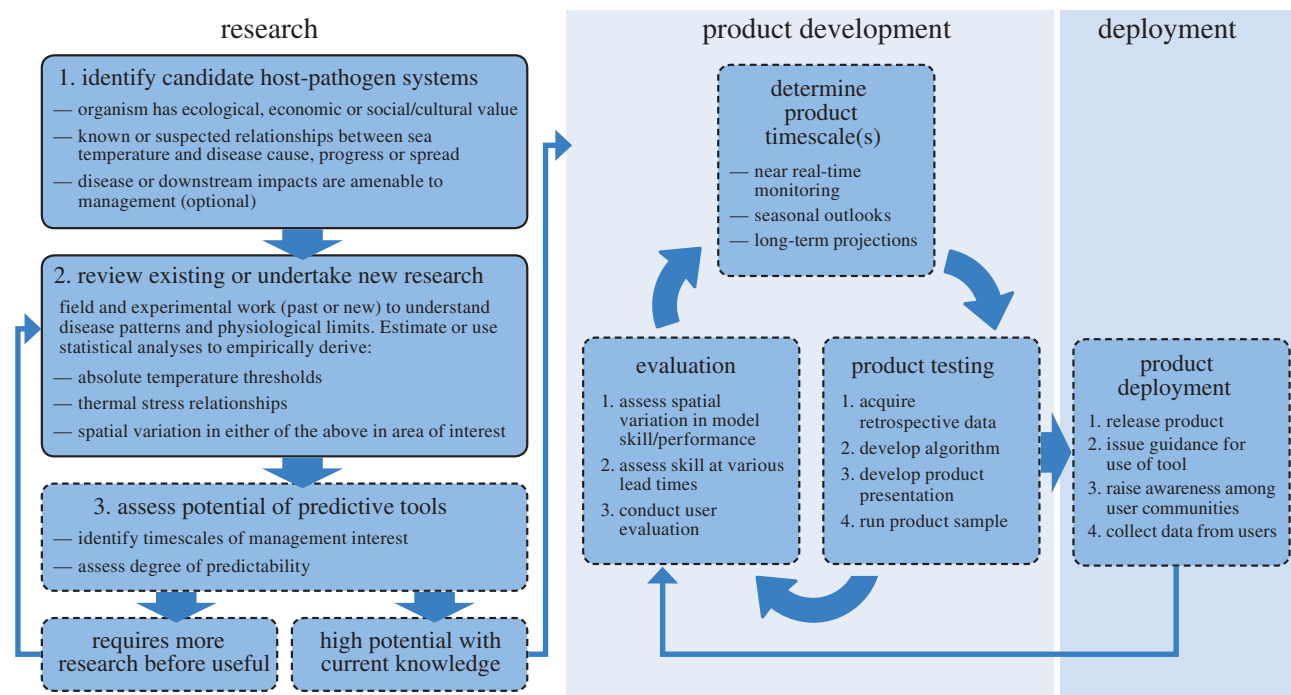 research
1. identify candidate host-pathogen systems
— organism has ecological, economic or social/cultural value
— known or suspected relationships between sea
temperature and disease cause, progress or spread
— disease or downstream impacts are amenable to
management (optional)
2. review existing or undertake new research
field and experimental work (past or new) to understand
disease patterns and physiological limits. Estimate or use
statistical analyses to empirically derive:
— absolute temperature thresholds
— thermal stress relationships
— spatial variation in either of the above in area of interest
3. assess potential of predictive tools
— identify timescales of management interest
— assess degree of predictability
requires more
research before useful
high potential with
current knowledge
product development
determine
product
timescale(s)
— near real-time
monitoring
— seasonal outlooks
— long-term projections
evaluation
1. assess spatial
variation in model
skill/performance
2. assess skill at various
lead times
3. conduct user
evaluation
product testing
1. acquire
retrospective data
2. develop algorithm
3. develop product
presentation
4. run product sample
deployment
product
deployment
1. release product
2. issue guidance for
use of tool
3. raise awareness among
user communities
4. collect data from users